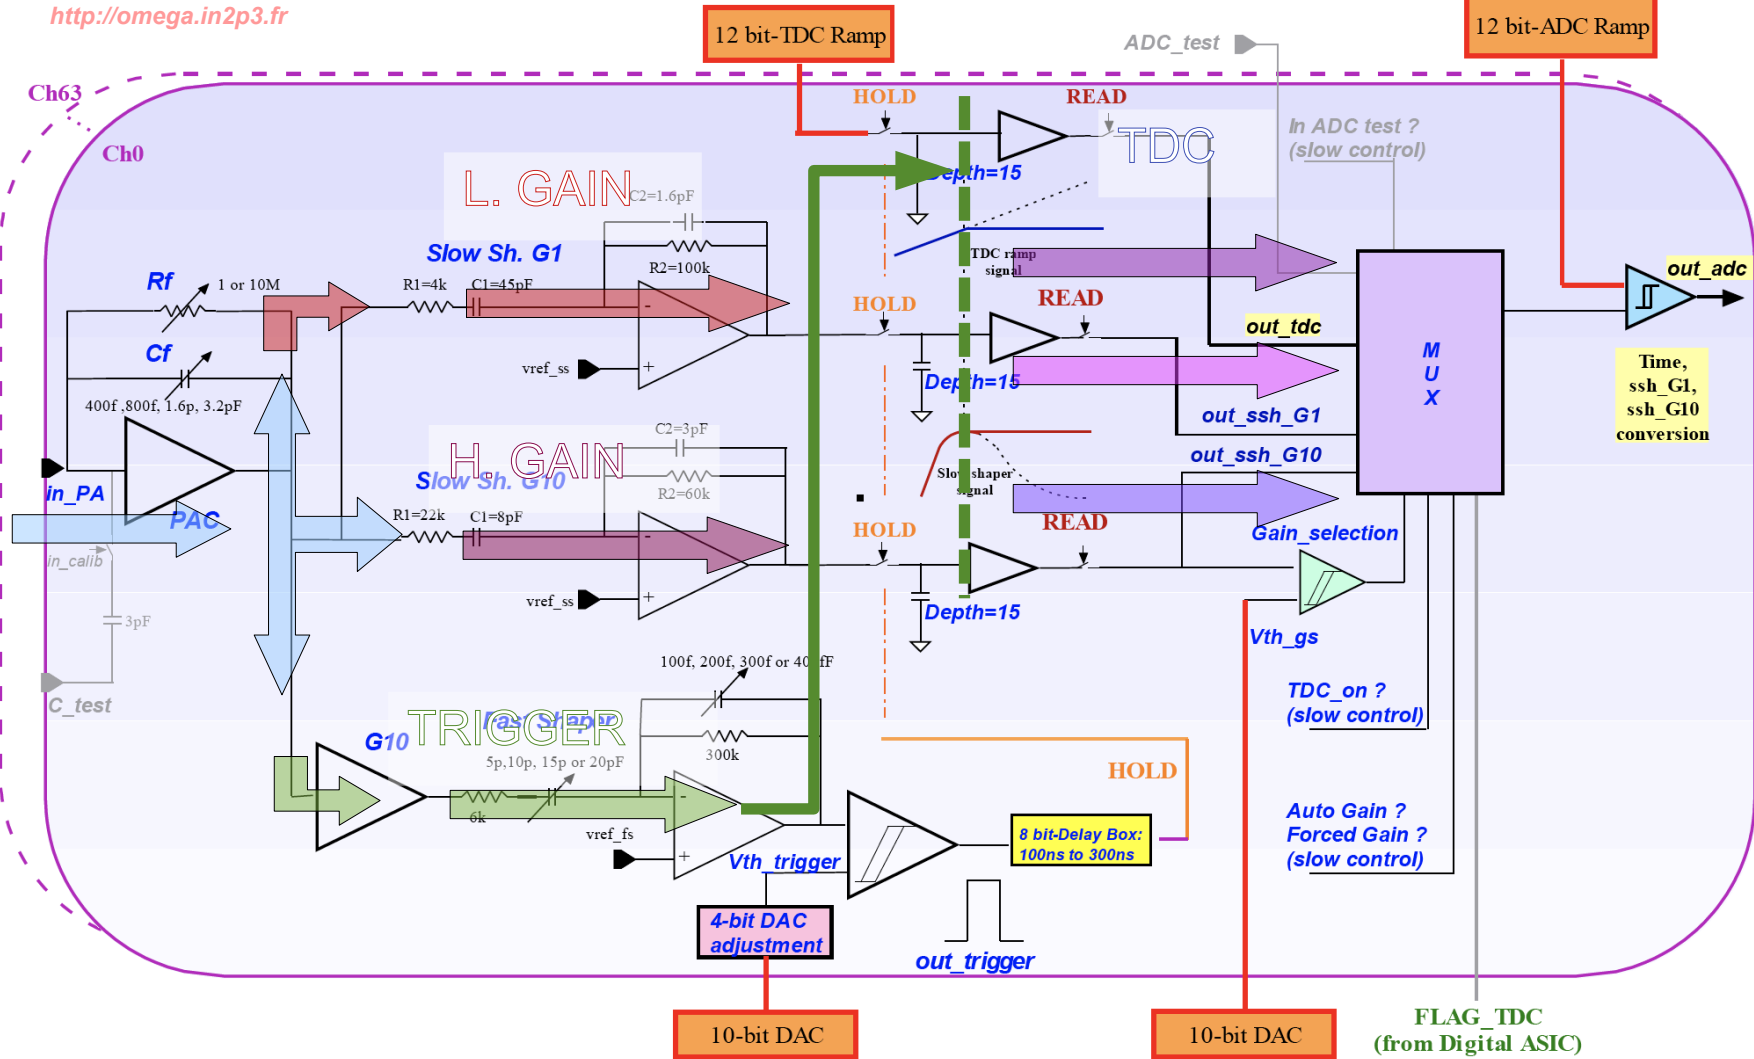 http://omega.in2p3.fr
12 bit-TDC Ramp
12 bit-ADC Ramp
ADC_test
Ch63
Ch0
HOLD
READ
TDC
In ADC test ?
(slow control)
L. GAIN
C2=1.6pF
Depth=15
Slow Sh. G1
R2=100k
TDC ramp
signal
Rf
1 or 10M
R1=4k
C1=45pF
-
HOLD
READ
out_adc
out_tdc
Cf
vref_ss
+
Depth=15
M
U
X
Time,
ssh_G1,
ssh_G10
conversion
400f ,800f, 1.6p, 3.2pF
out_ssh_G1
C2=3pF
H. GAIN
Slow Sh. G10
R2=60k
Slow shaper
signal
out_ssh_G10
in_PA
PAC
R1=22k
C1=8pF
-
HOLD
READ
Gain_selection
in_calib
vref_ss
+
Depth=15
3pF
Vth_gs
100f, 200f, 300f or 400fF
C_test
TDC_on ?
(slow control)
TRIGGER
Fast Shaper
G10
300k
5p,10p, 15p or 20pF
HOLD
-
6k
vref_fs
+
Vth_trigger
8 bit-Delay Box:
100ns to 300ns
Auto Gain ?
Forced Gain ?
(slow control)
4-bit DAC
adjustment
out_trigger
10-bit DAC
10-bit DAC
FLAG_TDC
(from Digital ASIC)